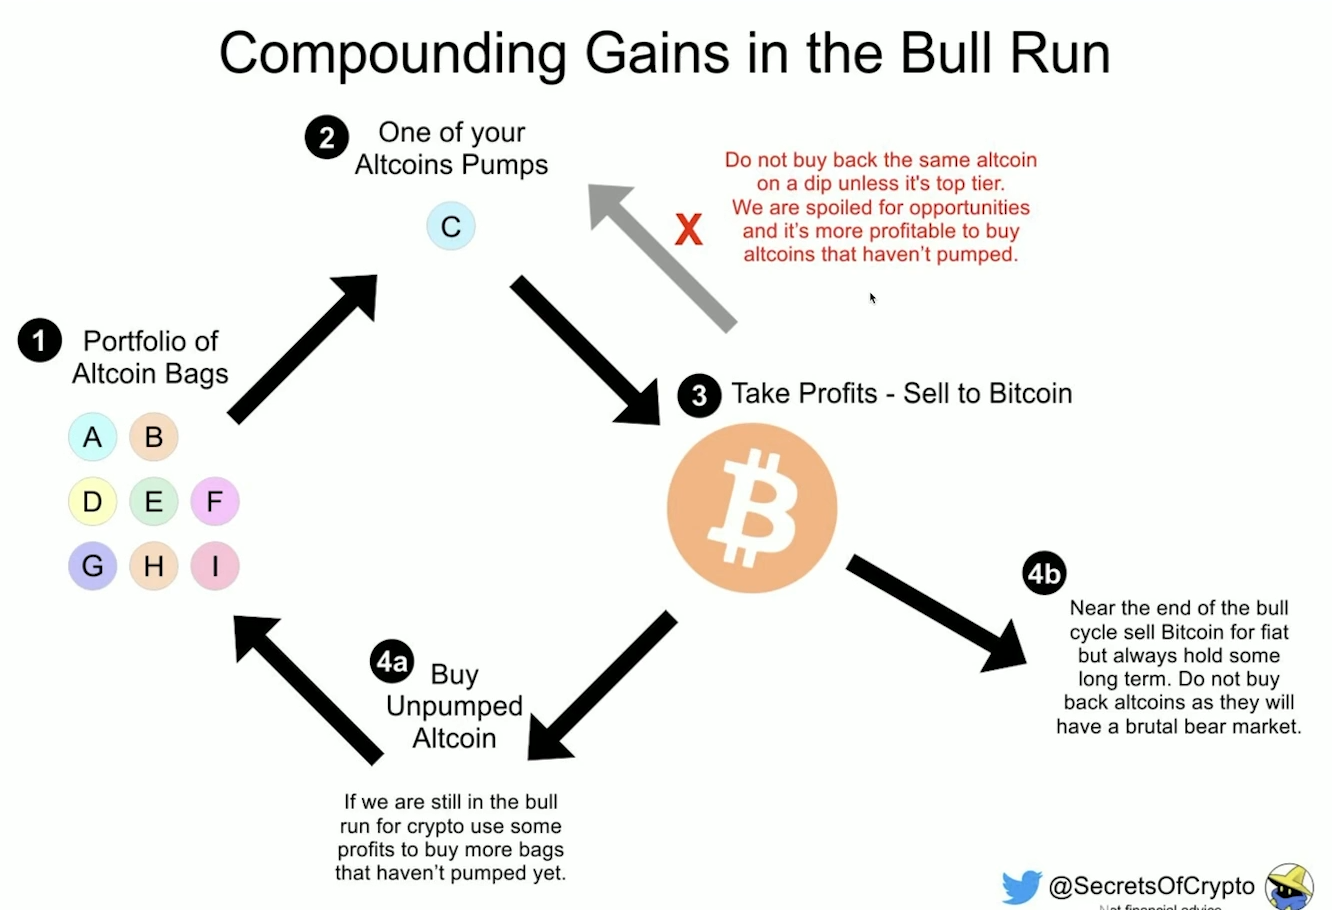 Compounding Gains in the Bull Run
2
One of your
Altcoins Pumps
C
Do not buy back the same altcoin
on a dip unless it's top tier.
We are spoiled for opportunities
and it's more profitable to buy
altcoins that haven't pumped.
X
1
Portfolio of
Altcoin Bags
A B
D E F
G H I
3
Take Profits - Sell to Bitcoin
4a
Buy
Unpumped
Altcoin
If we are still in the bull
run for crypto use some
profits to buy more bags
that haven't pumped yet.
4b
Near the end of the bull
cycle sell Bitcoin for fiat
but always hold some
long term. Do not buy
back altcoins as they will
have a brutal bear market.
@SecretsOfCrypto
Not financial advice